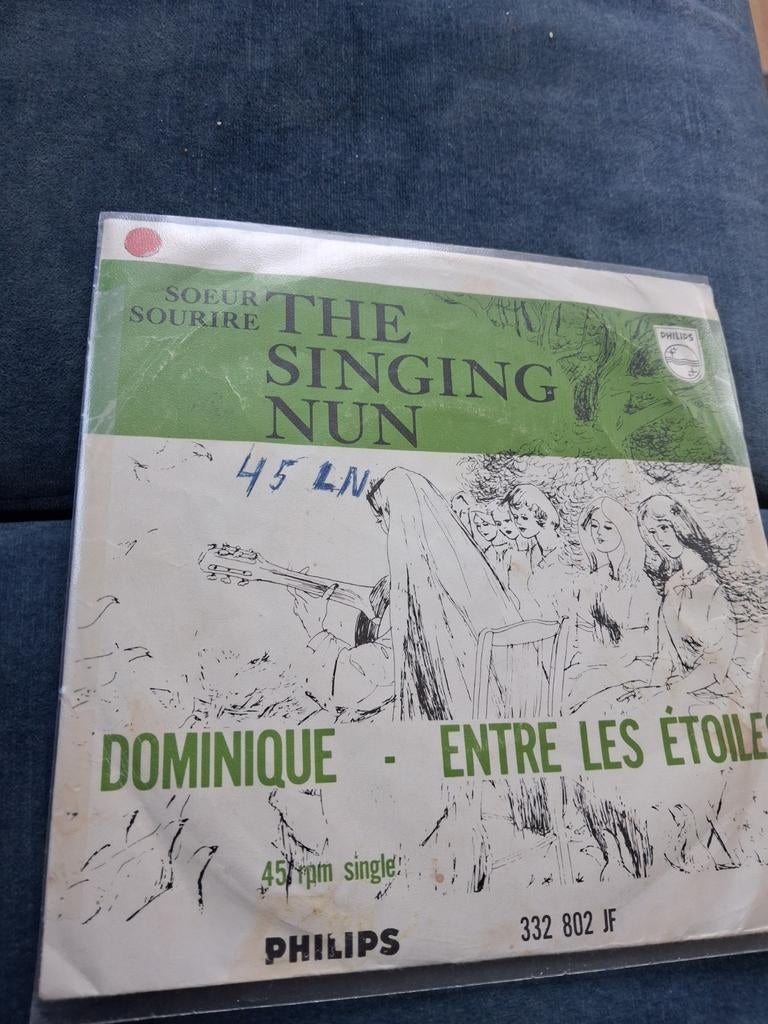 SOEUR
SOURIRE
THE
SINGING
NUN
PHILIPS
45 LN
DOMINIQUE - ENTRE LES ÉTOILES
45 rpm single
PHILIPS
332 802 JF